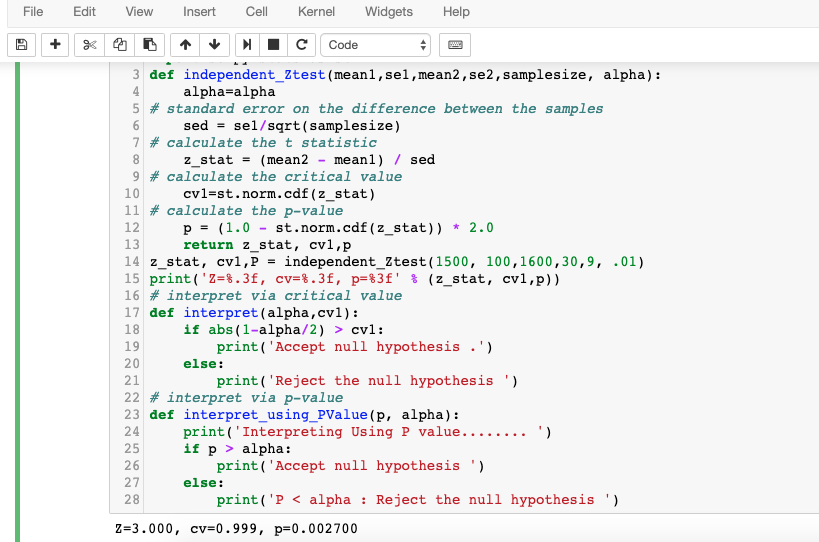 File Edit View Insert Cell Kernel Widgets Help
Code
3 def independent_Ztest(mean1,se1,mean2,se2,samplesize, alpha):
4 alpha=alpha
5 # standard error on the difference between the samples
6 sed = se1/sqrt(samplesize)
7 # calculate the t statistic
8 z_stat = (mean2 - mean1) / sed
9 # calculate the critical value
10 cv1=st.norm.cdf(z_stat)
11 # calculate the p-value
12 p = (1.0 - st.norm.cdf(z_stat)) * 2.0
13 return z_stat, cv1,p
14 z_stat, cv1,P = independent_Ztest(1500, 100,1600,30,9, .01)
15 print('Z=%.3f, cv=%.3f, p=%3f' % (z_stat, cv1,p))
16 # interpret via critical value
17 def interpret(alpha,cv1):
18 if abs(1-alpha/2) > cv1:
19 print('Accept null hypothesis .')
20 else:
21 print('Reject the null hypothesis ')
22 # interpret via p-value
23 def interpret_using_PValue(p, alpha):
24 print('Interpreting Using P value........ ')
25 if p > alpha:
26 print('Accept null hypothesis ')
27 else:
28 print('P < alpha : Reject the null hypothesis ')
Z=3.000, cv=0.999, p=0.002700